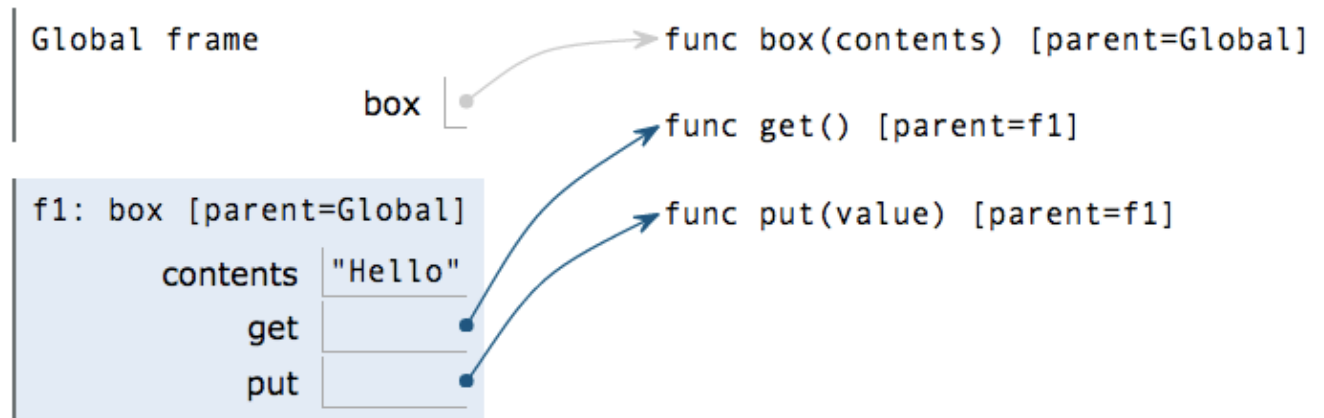 Global frame
box
func box(contents) [parent=Global]
func get() [parent=f1]
func put(value) [parent=f1]
f1: box [parent=Global]
contents "Hello"
get
put